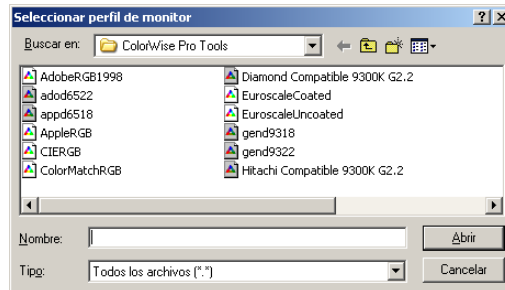 Seleccionar perfil de monitor
Buscar en: ColorWise Pro Tools
AdobeRGB1998
adod6522
appd6518
AppleRGB
CIERGB
ColorMatchRGB
Diamond Compatible 9300K G2.2
EuroscaleCoated
EuroscaleUncoated
gend9318
gend9322
Hitachi Compatible 9300K G2.2
Nombre:
Abrir
Tipo: Todos los archivos (*.*)
Cancelar